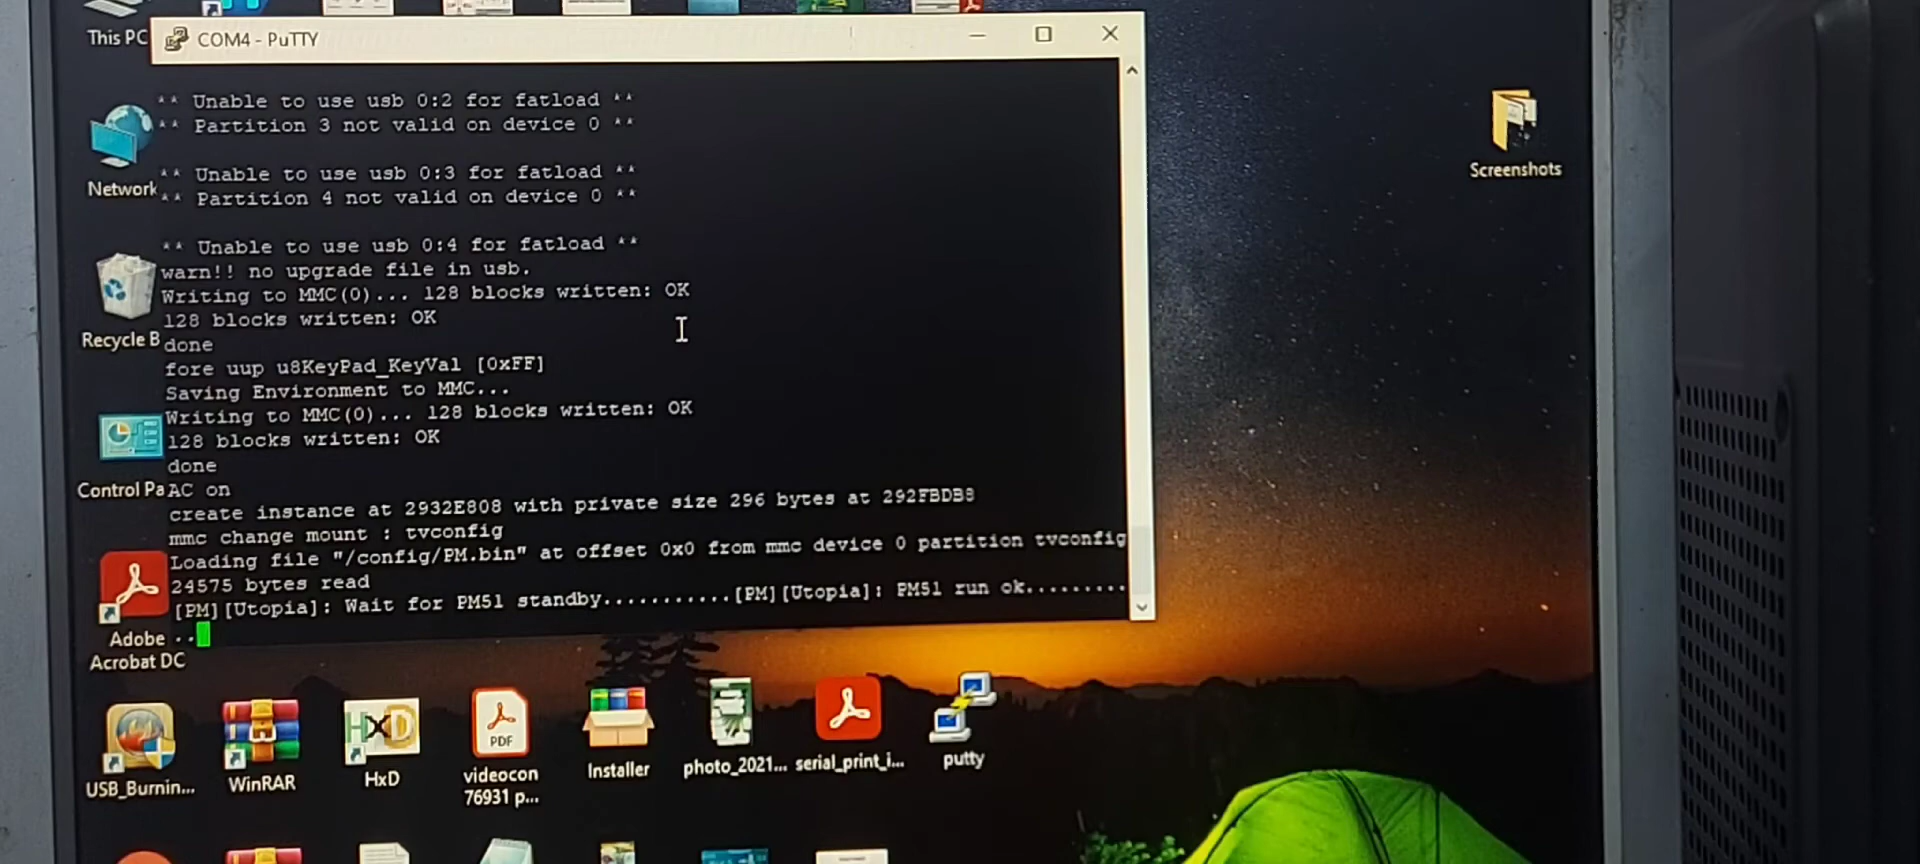 This PC
COM4 - PuTTY
** Unable to use usb 0:2 for fatload **
** Partition 3 not valid on device 0 **
** Unable to use usb 0:3 for fatload **
** Partition 4 not valid on device 0 **
** Unable to use usb 0:4 for fatload **
warn!! no upgrade file in usb.
Writing to MMC(0)... 128 blocks written: OK
128 blocks written: OK
done
fore uup u8KeyPad_KeyVal [0xFF]
Saving Environment to MMC...
Writing to MMC(0)... 128 blocks written: OK
128 blocks written: OK
done
AC on
create instance at 2932E808 with private size 296 bytes at 292FBDB8
mmc change mount : tvconfig
Loading file "/config/PM.bin" at offset 0x0 from mmc device 0 partition tvconfig
24575 bytes read
[PM][Utopia]: Wait for PM51 standby...........[PM][Utopia]: PM51 run ok.........
..
Network
Recycle B
Control Pa
Adobe
Acrobat DC
Screenshots
USB_Burnin...
WinRAR
HxD
HxD
PDF
videocon
76931 p...
Installer
photo_2021...
serial_print_i...
putty